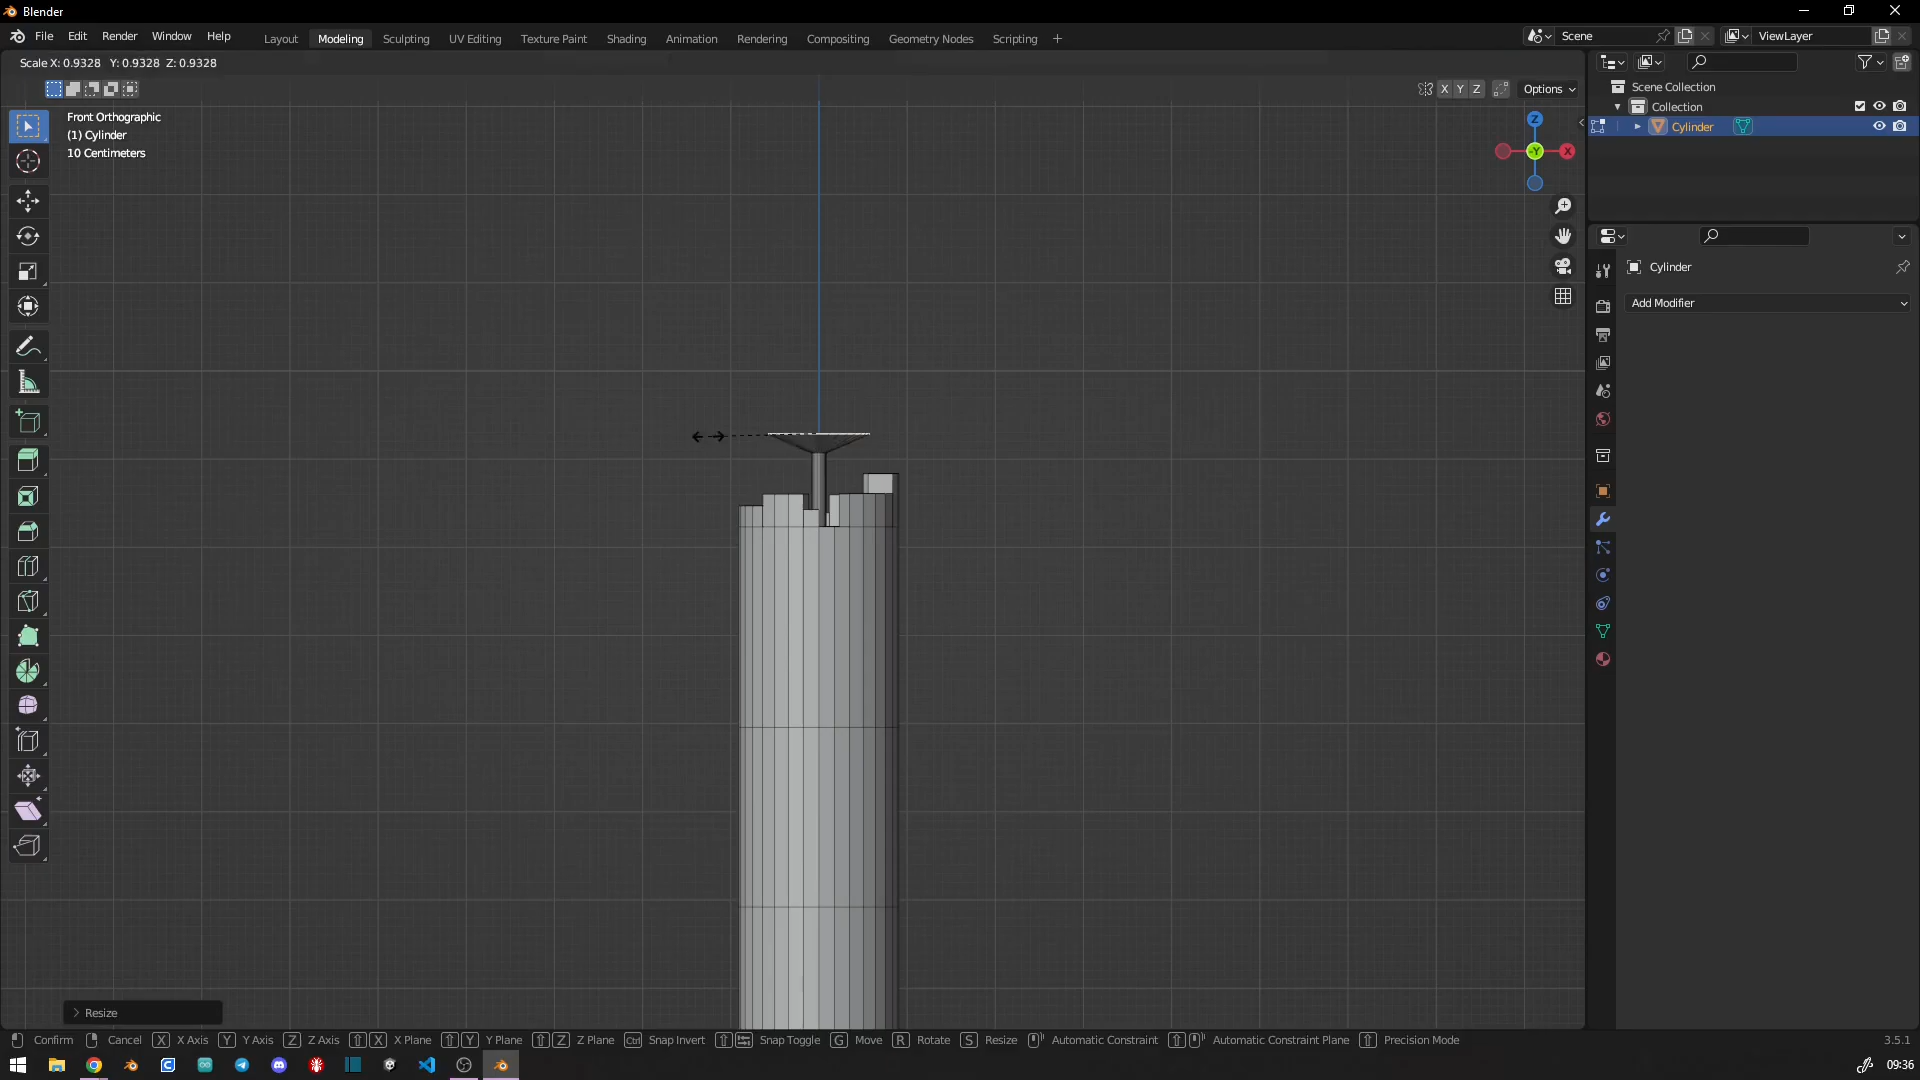 Blender
File Edit Render Window Help Layout Modeling Sculpting UV Editing Texture Paint Shading Animation Rendering Compositing Geometry Nodes Scripting + Scene ViewLayer
Scale X: 0.9328 Y: 0.9328 Z: 0.9328
X Y Z Options
Scene Collection
Collection
Cylinder
Front Orthographic
(1) Cylinder
10 Centimeters
Z
-Y X
Cylinder
Add Modifier
Resize
Confirm Cancel X X Axis Y Y Axis Z Z Axis X X Plane Y Y Plane Z Z Plane Ctrl Snap Invert Snap Toggle G Move R Rotate S Resize Automatic Constraint Automatic Constraint Plane Precision Mode 3.5.1
09:36